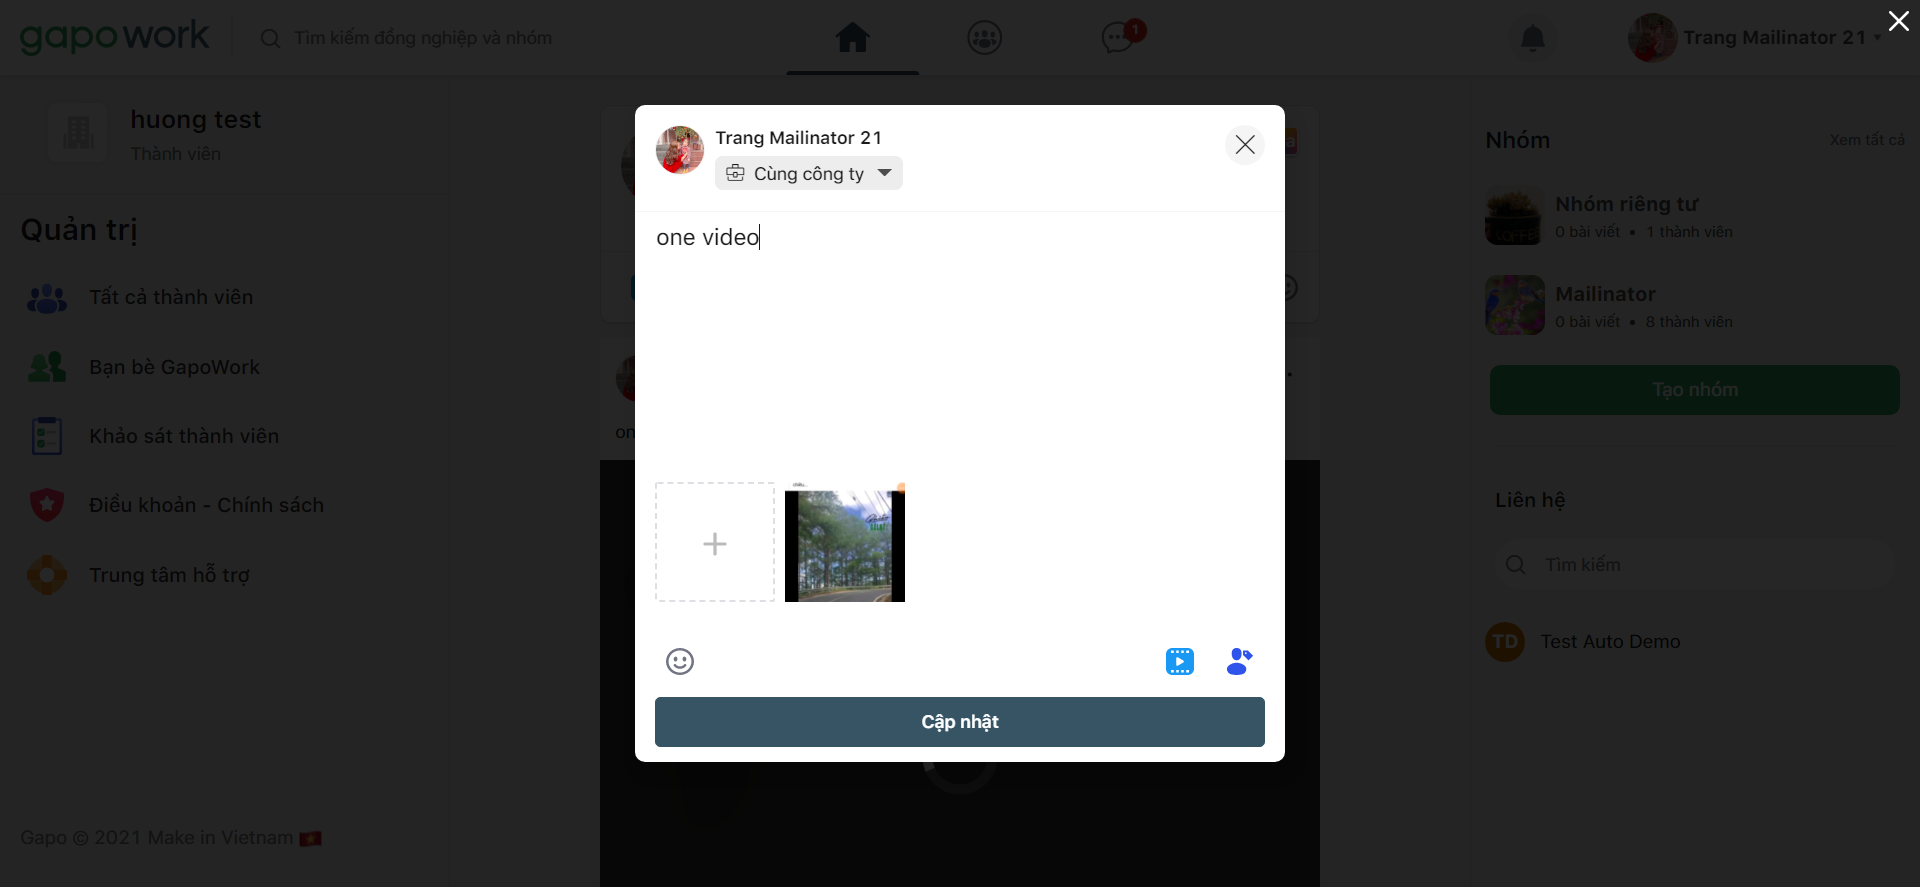 gapowork
Tìm kiếm đồng nghiệp và nhóm
1
Trang Mailinator 21
huong test
Thành viên
Quản trị
Tất cả thành viên
Bạn bè GapoWork
Khảo sát thành viên
Điều khoản - Chính sách
Trung tâm hỗ trợ
Gapo © 2021 Make in Vietnam
on
Trang Mailinator 21
Cùng công ty
one video
Cập nhật
Nhóm
Xem tất cả
Nhóm riêng tư
0 bài viết • 1 thành viên
Mailinator
0 bài viết • 8 thành viên
Tạo nhóm
Liên hệ
Tìm kiếm
TD
Test Auto Demo